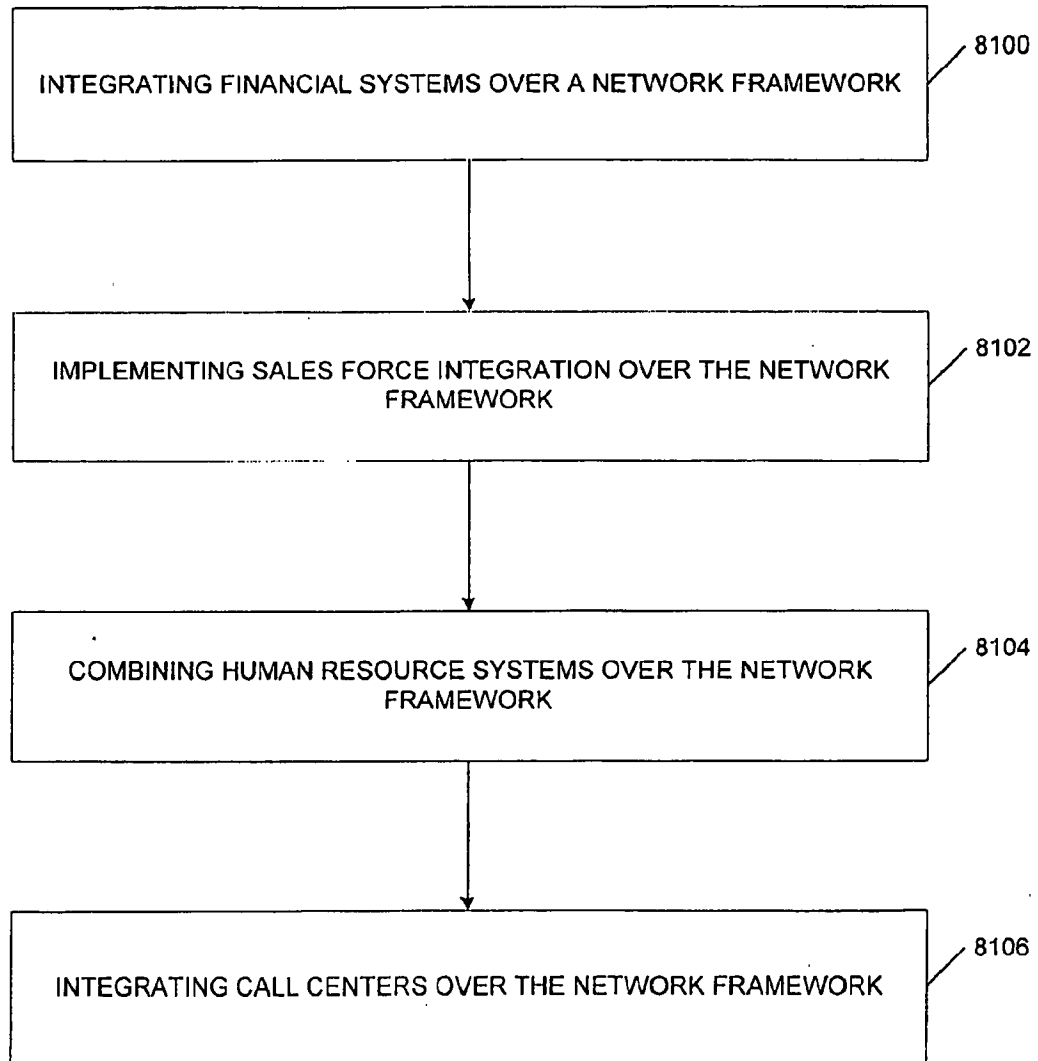 8100
INTEGRATING FINANCIAL SYSTEMS OVER A NETWORK FRAMEWORK
8102
IMPLEMENTING SALES FORCE INTEGRATION OVER THE NETWORK
FRAMEWORK
8104
COMBINING HUMAN RESOURCE SYSTEMS OVER THE NETWORK
FRAMEWORK
8106
INTEGRATING CALL CENTERS OVER THE NETWORK FRAMEWORK